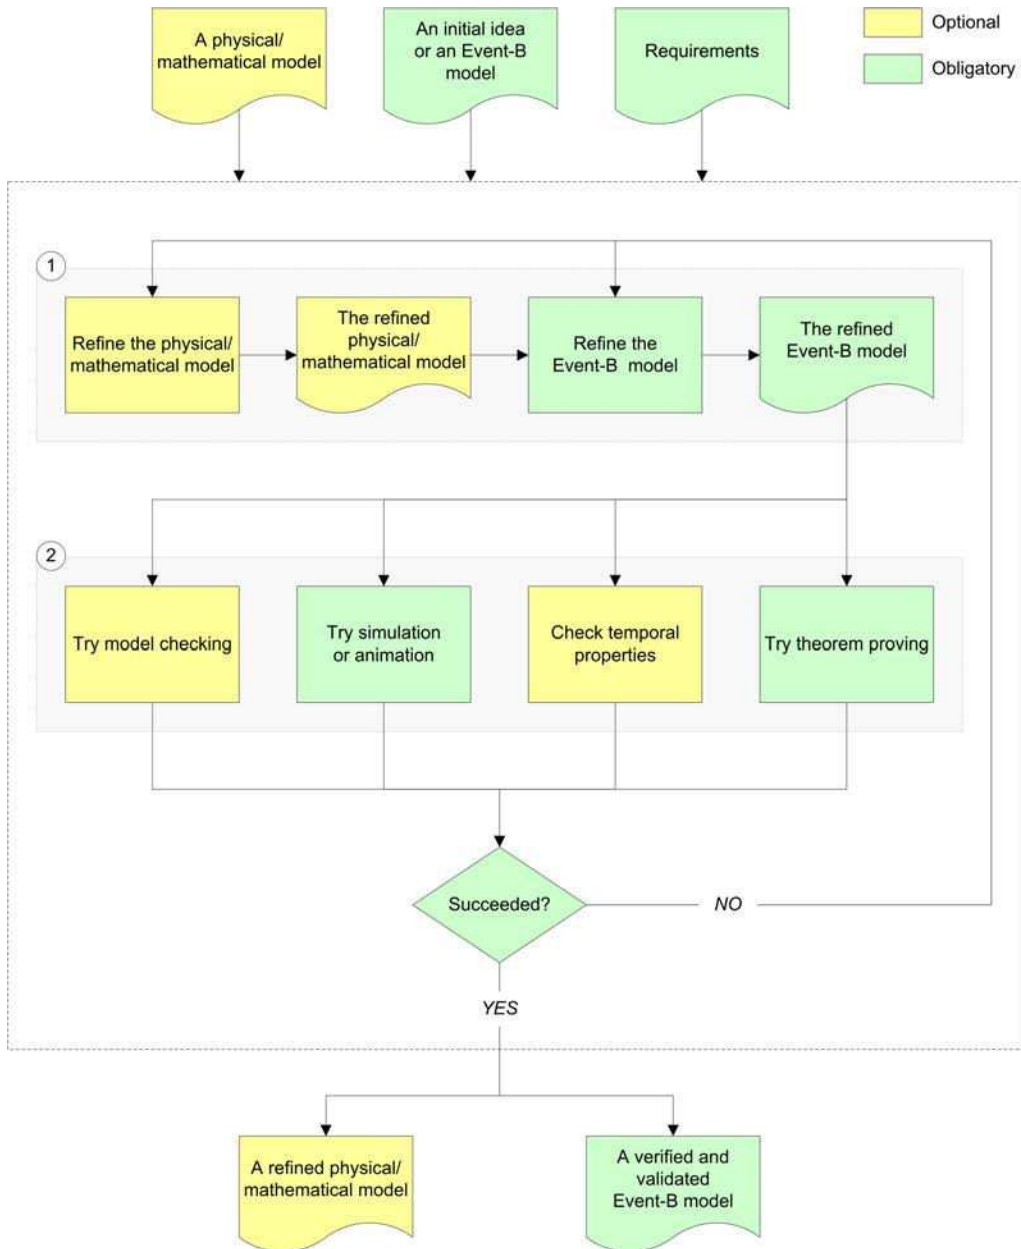 A physical/
mathematical model
An initial idea
or an Event-B
model
Requirements
Optional
Obligatory
1
Refine the physical/
mathematical model
The refined
physical/
mathematical model
Refine the
Event-B model
The refined
Event-B model
2
Try model checking
Try simulation
or animation
Check temporal
properties
Try theorem proving
Succeeded?
NO
YES
A refined physical/
mathematical model
A verified and
validated
Event-B model